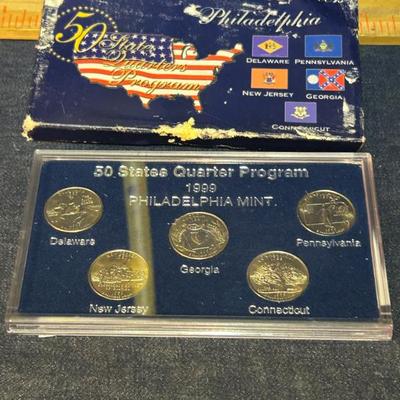 Philadelphia
50 State
Quarters
Program
DELAWARE PENNSYLVANIA
NEW JERSEY GEORGIA
CONNECTICUT
50 States Quarter Program
1999
PHILADELPHIA MINT.
Delaware
Pennsylvania
Georgia
New Jersey
Connecticut